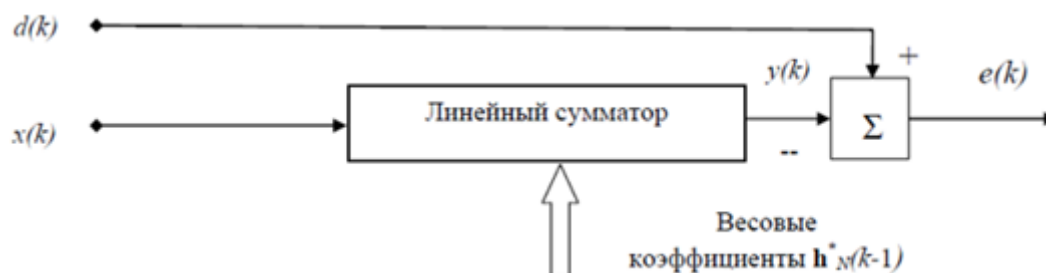 d(k)
y(k)
+
e(k)
Линейный сумматор
Σ
x(k)
--
Весовые
коэффициенты h*N(k-1)